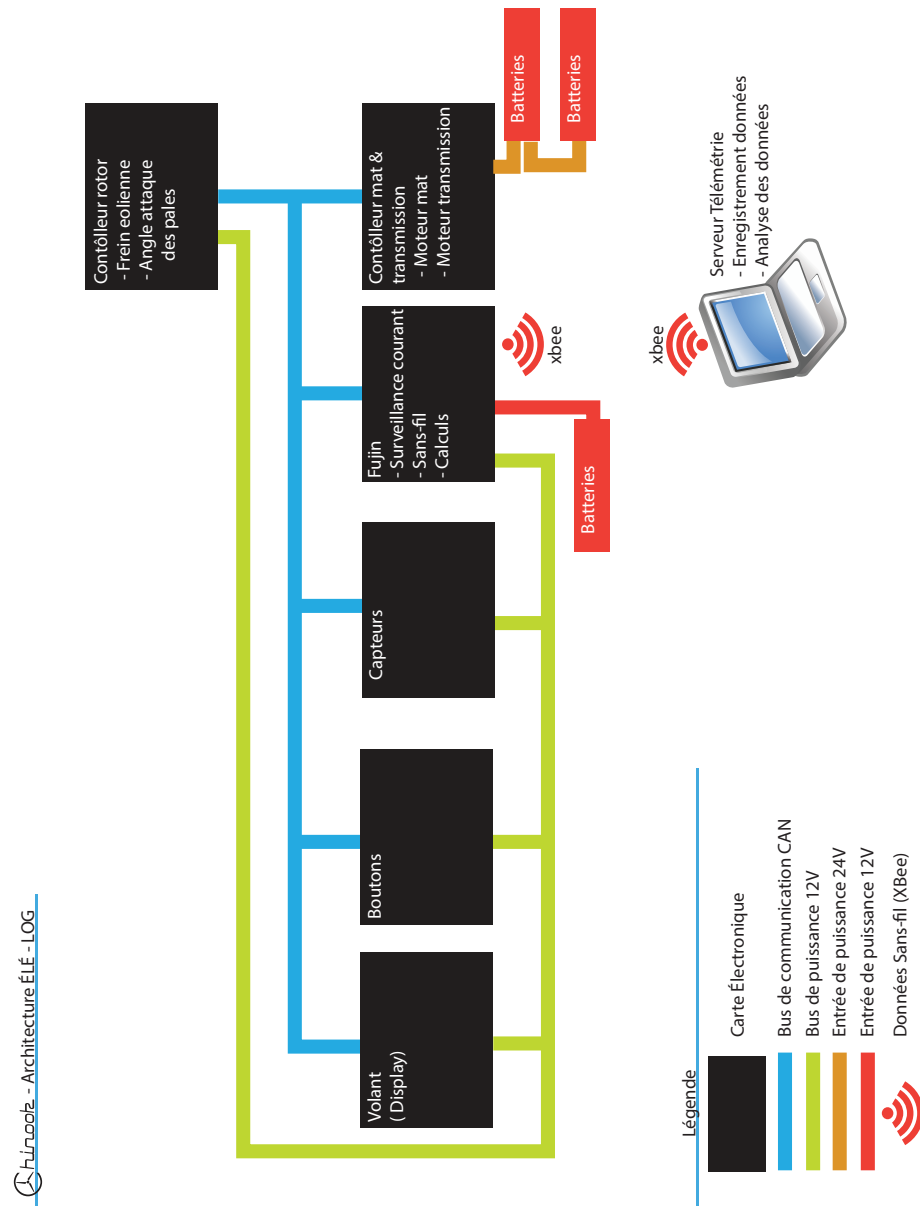 Chinook - Architecture ÉLÉ - LOG
Contôlleur rotor
- Frein eolienne
- Angle attaque
des pales
Volant
( Display)
Boutons
Capteurs
Fujin
- Surveillance courant
- Sans-fil
- Calculs
Contôlleur mat &
transmission
- Moteur mat
- Moteur transmission
Batteries
Batteries
Batteries
xbee
xbee
Serveur Télémétrie
- Enregistrement données
- Analyse des données
Légende
Carte Électronique
Bus de communication CAN
Bus de puissance 12V
Entrée de puissance 24V
Entrée de puissance 12V
Données Sans-fil (XBee)